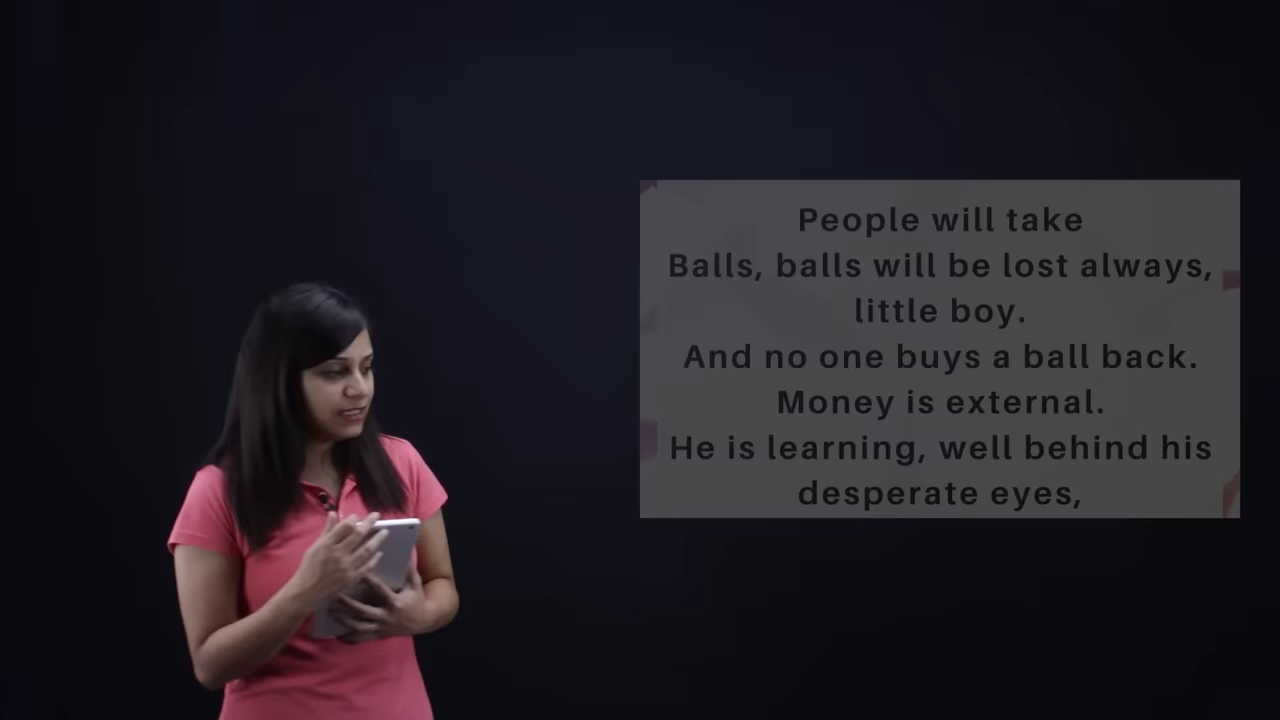 People will take
Balls, balls will be lost always,
little boy.
And no one buys a ball back.
Money is external.
He is learning, well behind his
desperate eyes,